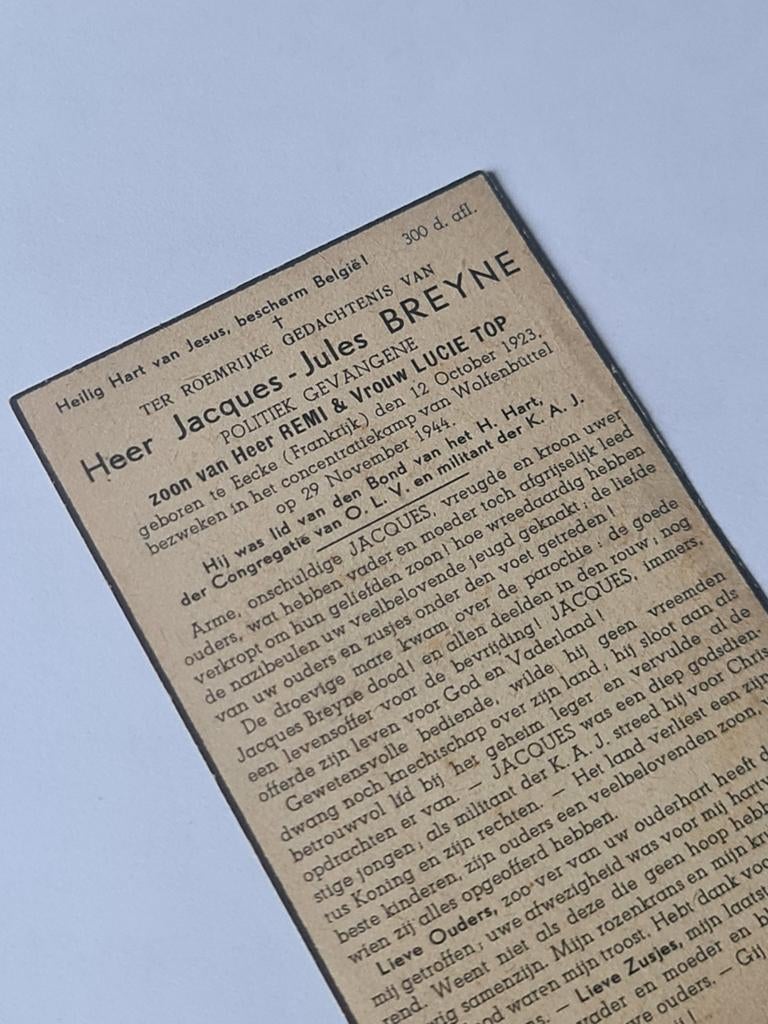 Heilig Hart van Jesus, bescherm België! 300 d. afl.
†
TER ROEMRIJKE GEDACHTENIS VAN
Heer Jacques-Jules BREYNE
POLITIEK GEVANGENE
zoon van Heer REMI & Vrouw LUCIE TOP
geboren te Eecke (Frankrijk) den 12 October 1923,
bezweken in het concentratiekamp van Wolfenbüttel
op 29 November 1944.
Hij was lid van den Bond van het H. Hart,
der Congregatie van O. L. V. en militant der K. A. J.
Arme, onschuldige JACQUES, vreugde en kroon uwer
ouders, wat hebben vader en moeder toch afgrijselijk leed
verkropt om hun geliefden zoon! hoe wreedaardig hebben
de nazibeulen uw veelbelovende jeugd geknakt; de liefde
van uw ouders en zusjes onder den voet getreden!
De droevige mare kwam over de parochie: de goede
Jacques Breyne dood! en allen deelden in den rouw; nog
een levensoffer voor de bevrijding! JACQUES, immers,
offerde zijn leven voor God en Vaderland!
Gewetensvolle bediende, wilde hij geen vreemden
dwang noch knechtschap over zijn land; hij sloot aan als
betrouwvol lid bij het geheim leger en vervulde al de
opdrachten er van. — JACQUES was een diep godsdien-
stige jongen; als militant der K. A. J. streed hij voor Chris
tus Koning en zijn rechten. — Het land verliest een zijn
beste kinderen, zijn ouders een veelbelovenden zoon, v
wien zij alles opgeofferd hebben.
Lieve Ouders, zoo ver van uw ouderhart heeft d
mij getroffen; uwe afwezigheid was voor mij hartv
rend. Weent niet als deze die geen hoop hebb
ig samenzijn. Mijn rozenkrans en mijn kru
od waren mijn troost. Hebt dank voo
ns. — Lieve Zusjes, mijn laatst
vader en moeder en bl
ve ouders. — Gij